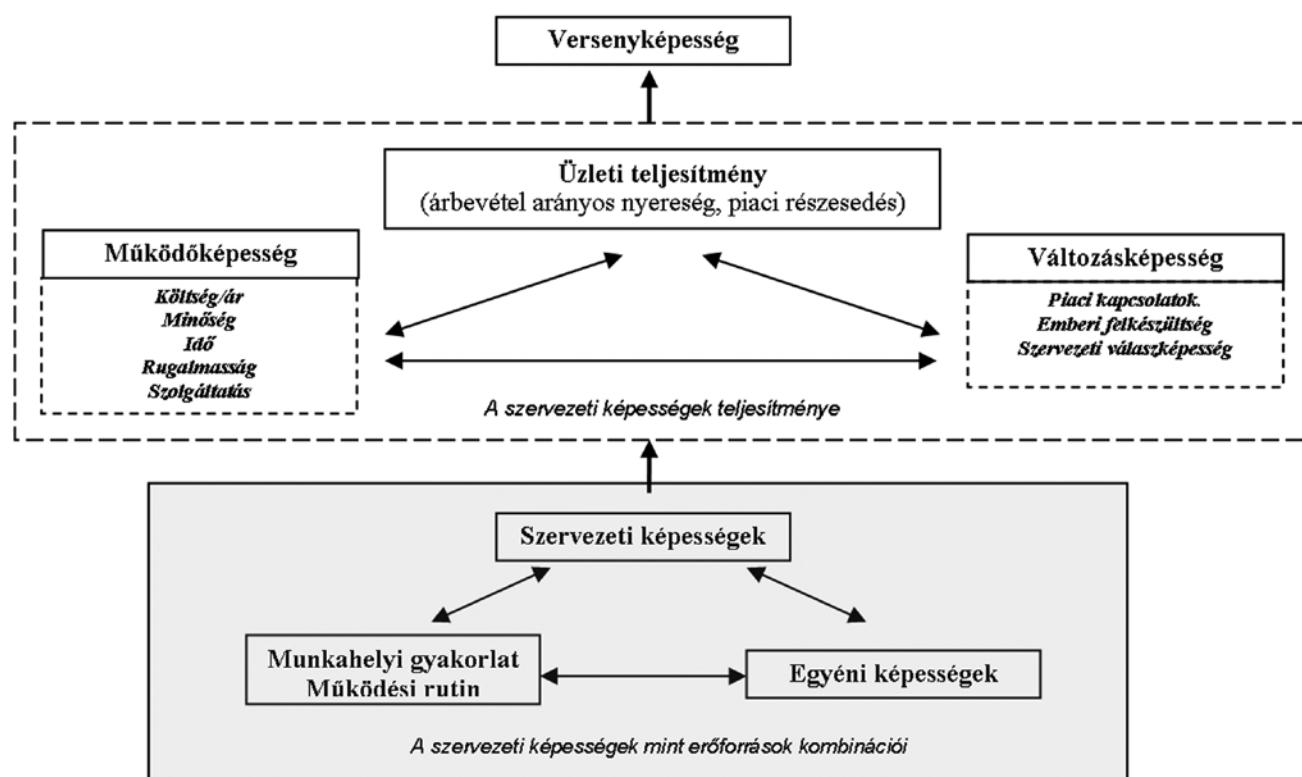 Versenyképesség
Üzleti teljesítmény
(árbevétel arányos nyereség, piaci részesedés)
Működőképesség
Költség/ár
Minőség
Idő
Rugalmasság
Szolgáltatás
Változásképesség
Piaci kapcsolatok.
Emberi felkészültség
Szervezeti válaszképesség
A szervezeti képességek teljesítménye
Szervezeti képességek
Munkahelyi gyakorlat
Működési rutin
Egyéni képességek
A szervezeti képességek mint erőforrások kombinációi